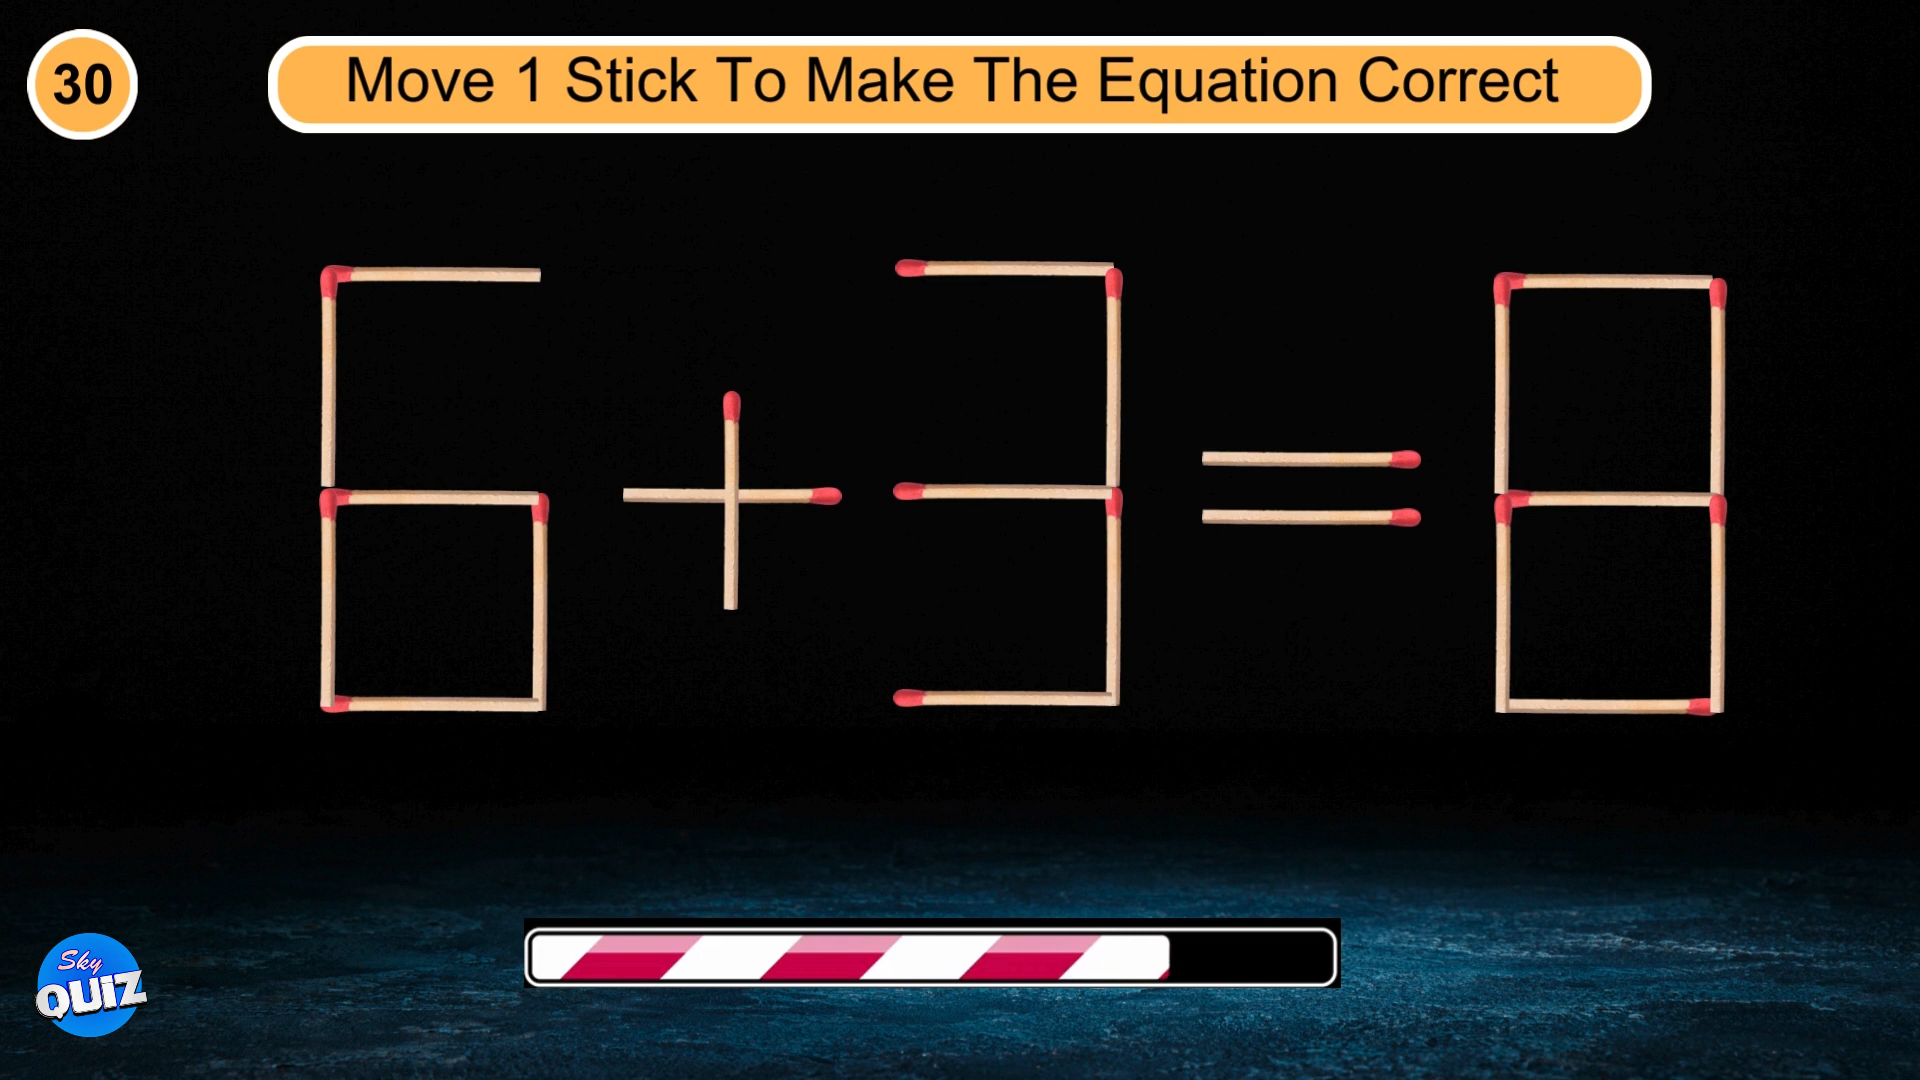 30
Move 1 Stick To Make The Equation Correct
6 + 3 = 8
Sky
QUIZ